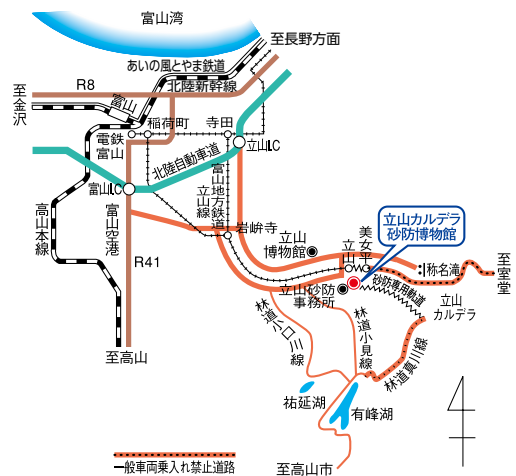 富山湾
至長野方面
あいの風とやま鉄道
北陸新幹線
R8
至金沢
富山
稲荷町
寺田
電鉄富山
立山I.C
北陸自動車道
富山I.C
富山地方鉄道
立山線
高山本線
富山空港
岩峅寺
R41
立山博物館
美女平
立山
立山カルデラ
砂防博物館
称名滝
至室堂
立山砂防
事務所
砂防専用軌道
立山
カルデラ
林道小口川線
林道小見線
林道真川線
至高山
祐延湖
有峰湖
一般車両乗入れ禁止道路
至高山市